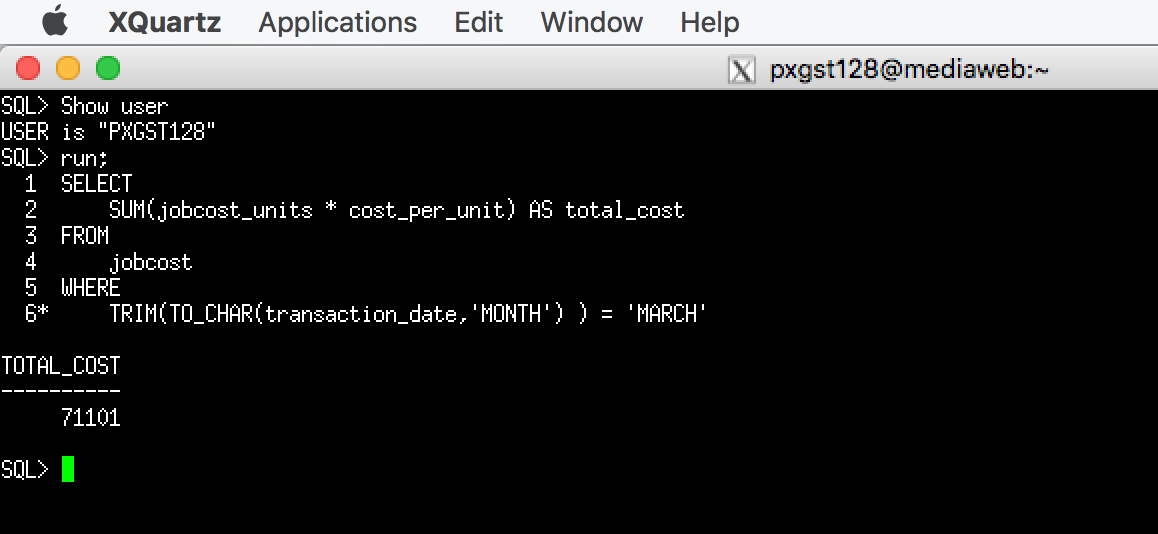 XQuartz Applications Edit Window Help
pxgst128@mediaweb:~
SQL> Show user
USER is "PXGST128"
SQL> run;
  1  SELECT
  2      SUM(jobcost_units * cost_per_unit) AS total_cost
  3  FROM
  4      jobcost
  5  WHERE
  6*     TRIM(TO_CHAR(transaction_date,'MONTH') ) = 'MARCH'
TOTAL_COST
----------
     71101
SQL>